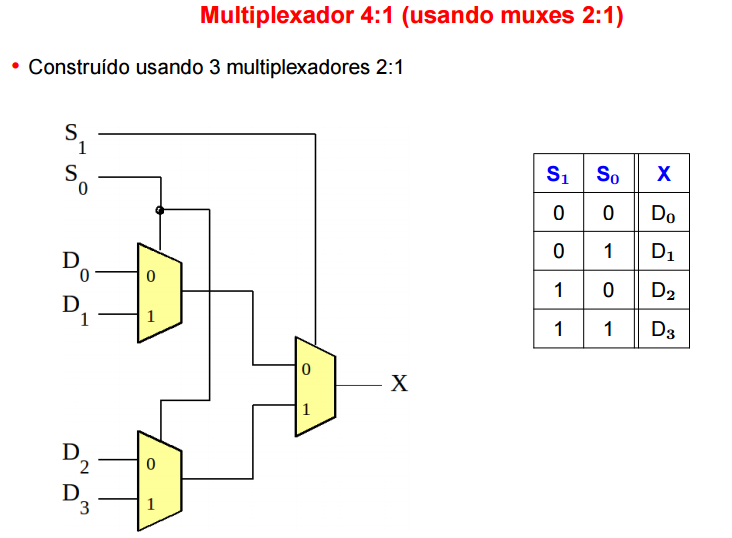 Multiplexador 4:1 (usando muxes 2:1)
• Construído usando 3 multiplexadores 2:1
S1
S0
D0
D1
0
1
D2
D3
0
1
0
1
X
S1 S0 X
0 0 D0
0 1 D1
1 0 D2
1 1 D3